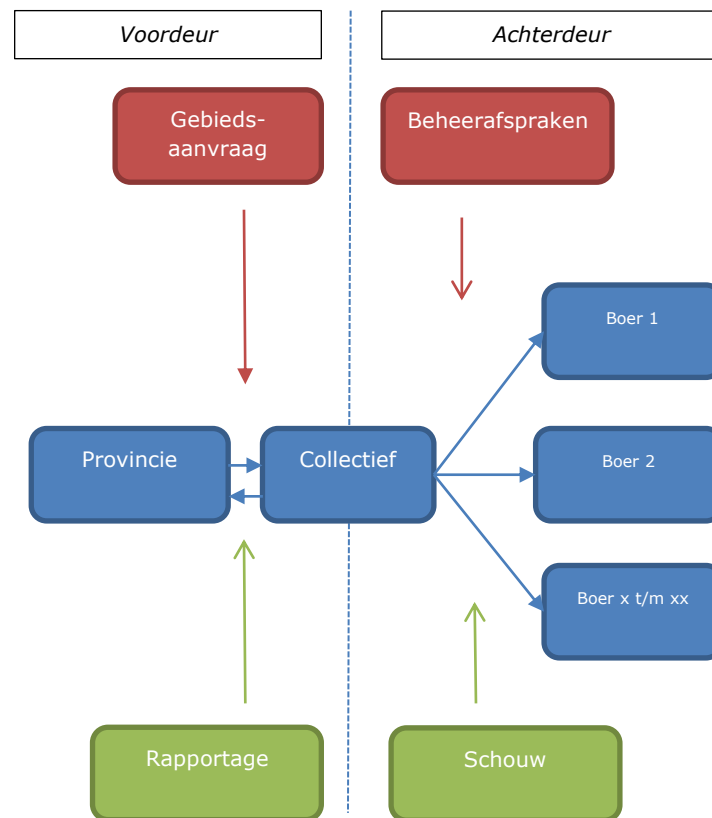 Voordeur
Achterdeur
Gebieds-
aanvraag
Beheerafspraken
Boer 1
Provincie
Collectief
Boer 2
Boer x t/m xx
Rapportage
Schouw